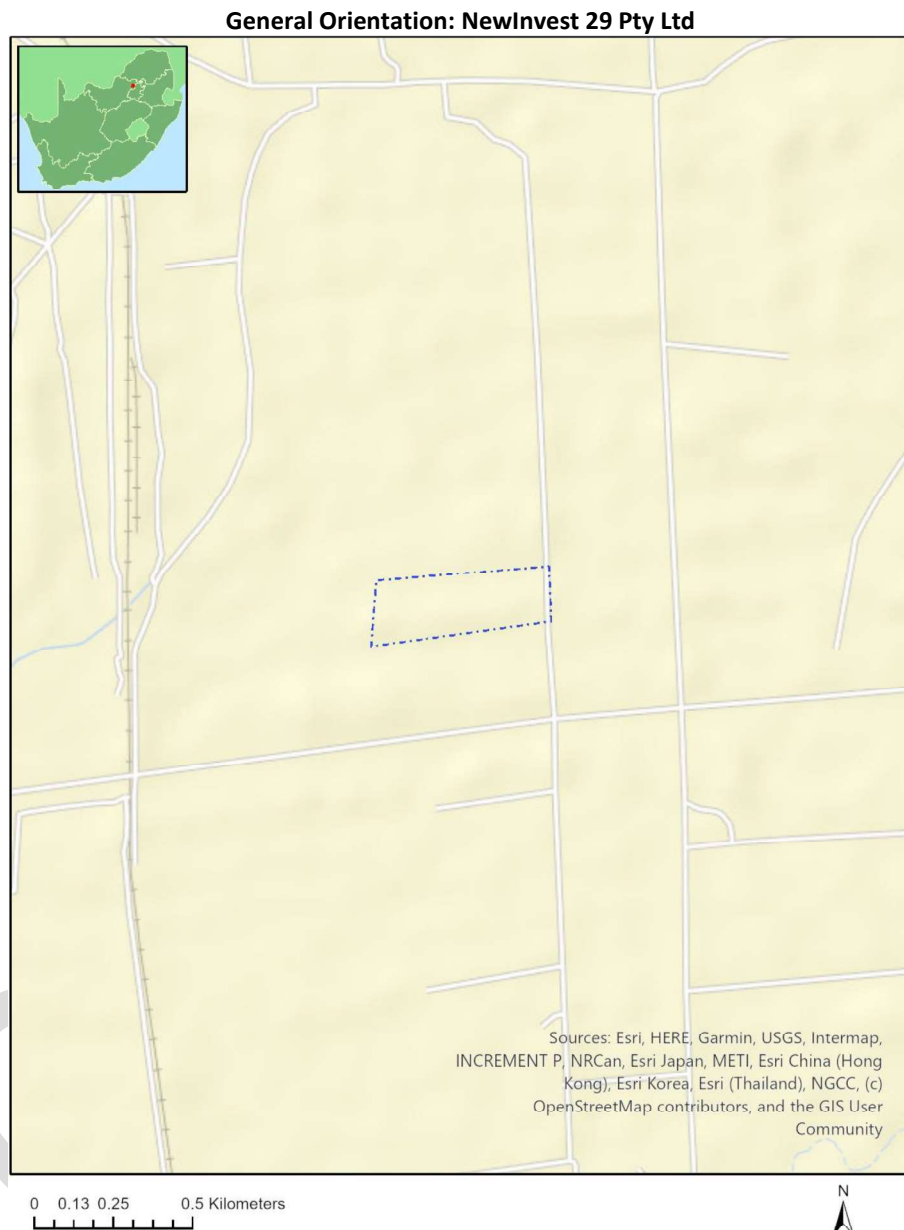 General Orientation: NewInvest 29 Pty Ltd
Sources: Esri, HERE, Garmin, USGS, Intermap,
INCREMENT P, NRCan, Esri Japan, METI, Esri China (Hong
Kong), Esri Korea, Esri (Thailand), NGCC, (c)
OpenStreetMap contributors, and the GIS User
Community
0 0.13 0.25 0.5 Kilometers
N